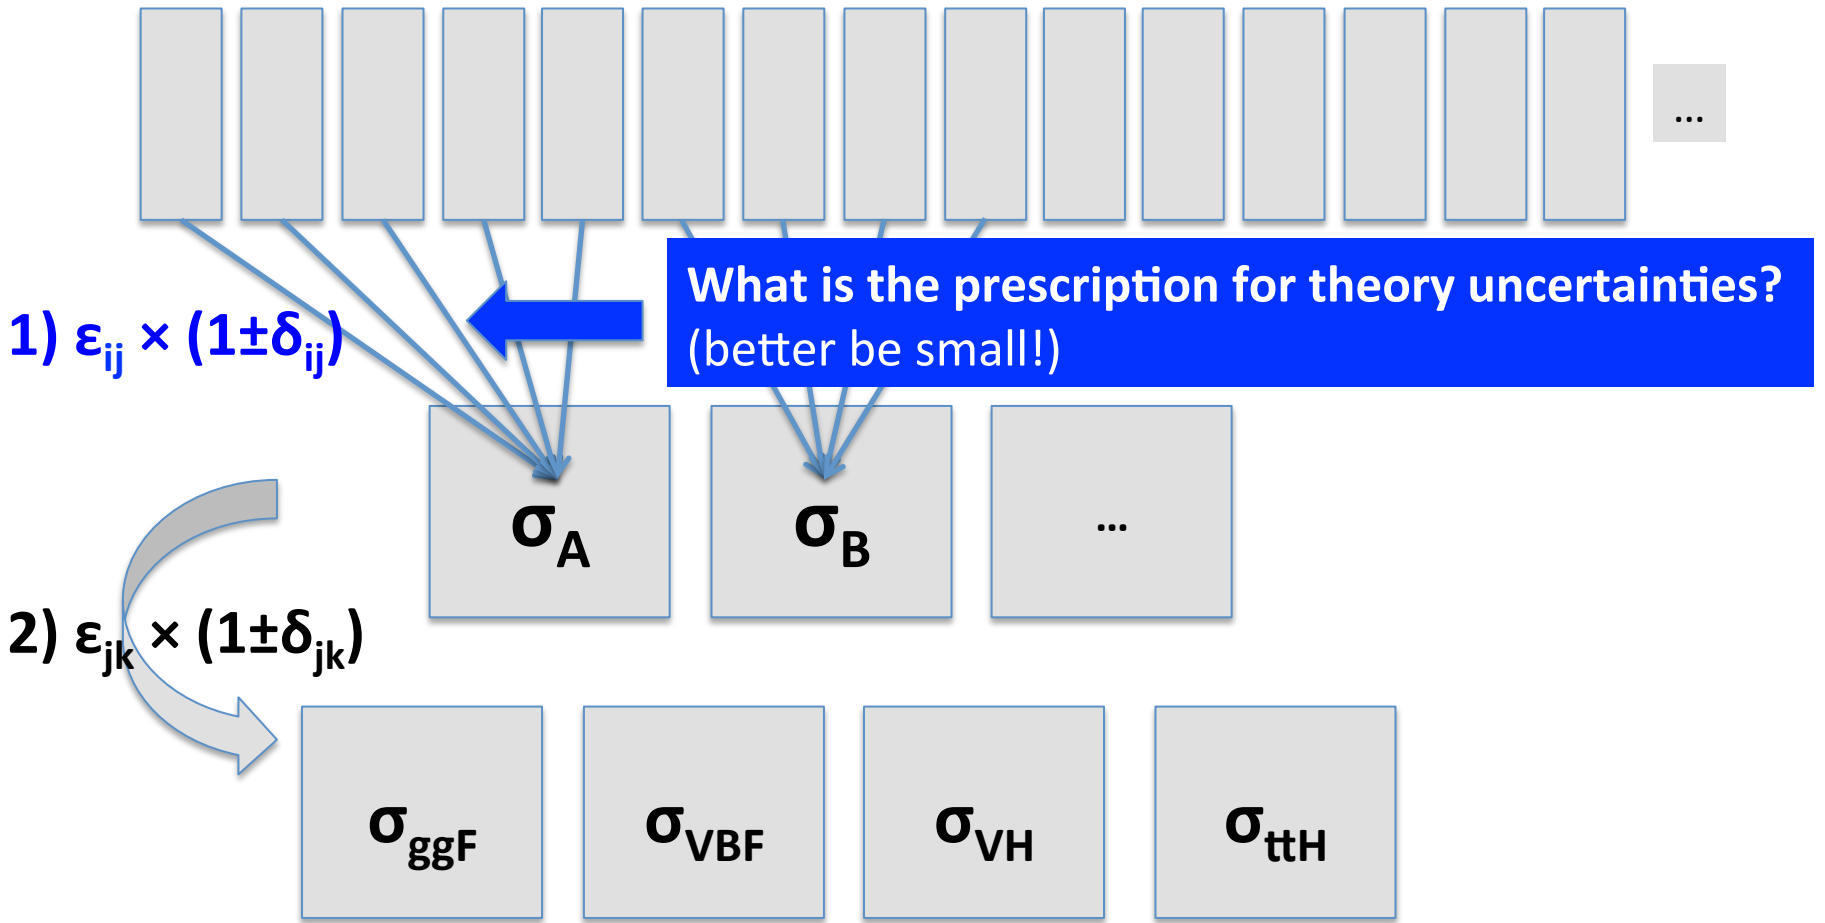 ...
What is the prescription for theory uncertainties?
(better be small!)
1) εij × (1±δij)
σA
σB
...
2) εjk × (1±δjk)
σggF
σVBF
σVH
σttH